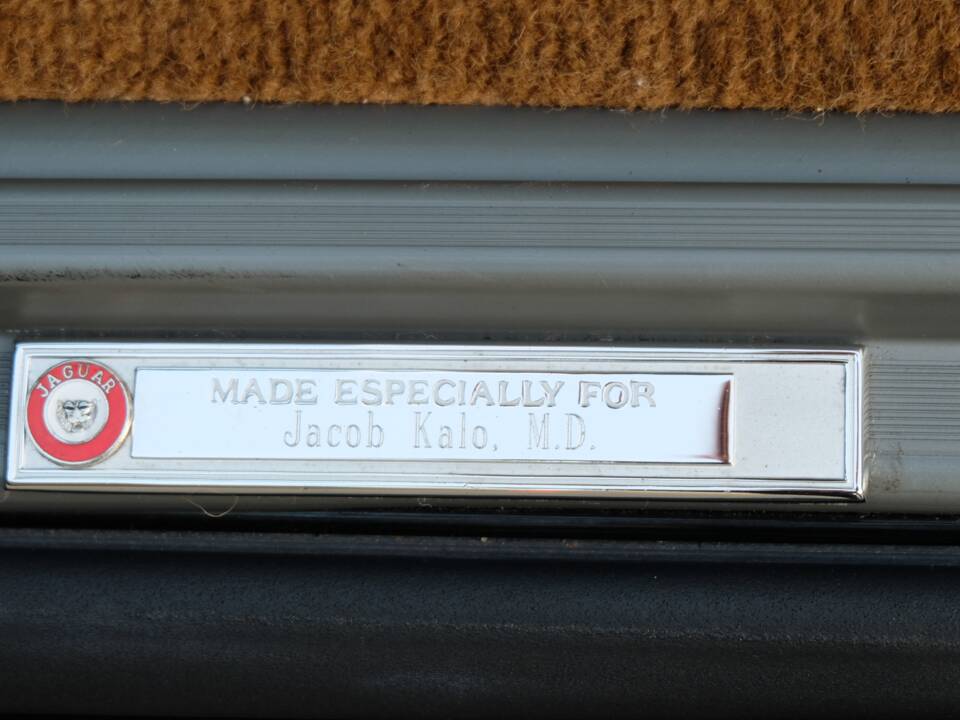 JAGUAR
MADE ESPECIALLY FOR
Jacob Kalo, M.D.